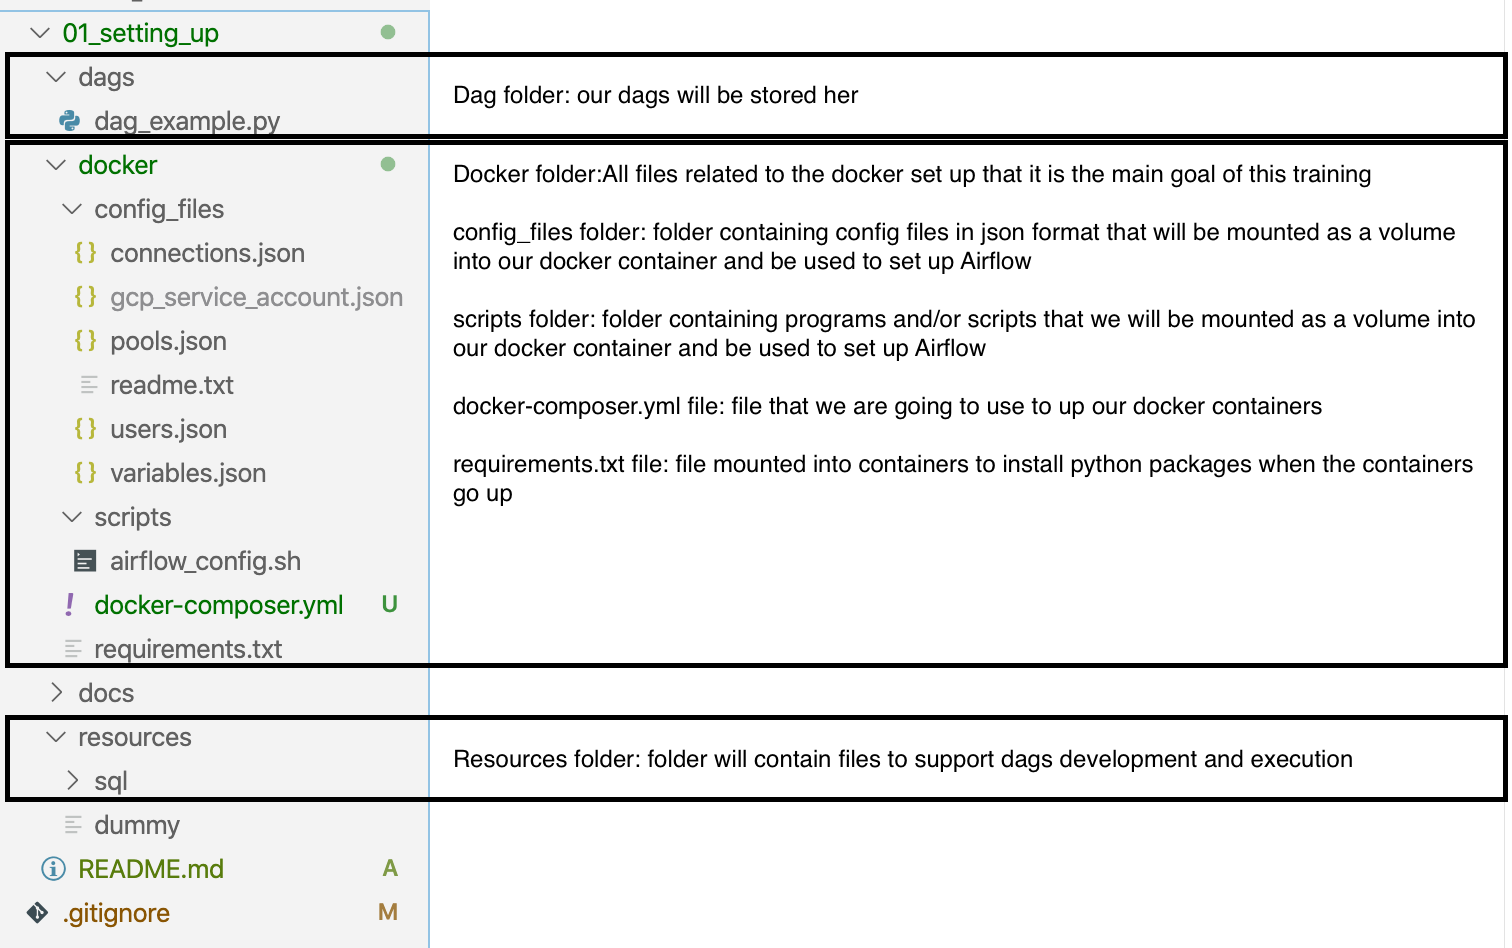 01_setting_up
dags
Dag folder: our dags will be stored her
dag_example.py
docker
Docker folder:All files related to the docker set up that it is the main goal of this training
config_files
config_files folder: folder containing config files in json format that will be mounted as a volume
into our docker container and be used to set up Airflow
connections.json
gcp_service_account.json
scripts folder: folder containing programs and/or scripts that we will be mounted as a volume into
our docker container and be used to set up Airflow
pools.json
readme.txt
docker-composer.yml file: file that we are going to use to up our docker containers
users.json
variables.json
requirements.txt file: file mounted into containers to install python packages when the containers
go up
scripts
airflow_config.sh
docker-composer.yml U
requirements.txt
docs
resources
Resources folder: folder will contain files to support dags development and execution
sql
dummy
README.md A
.gitignore M